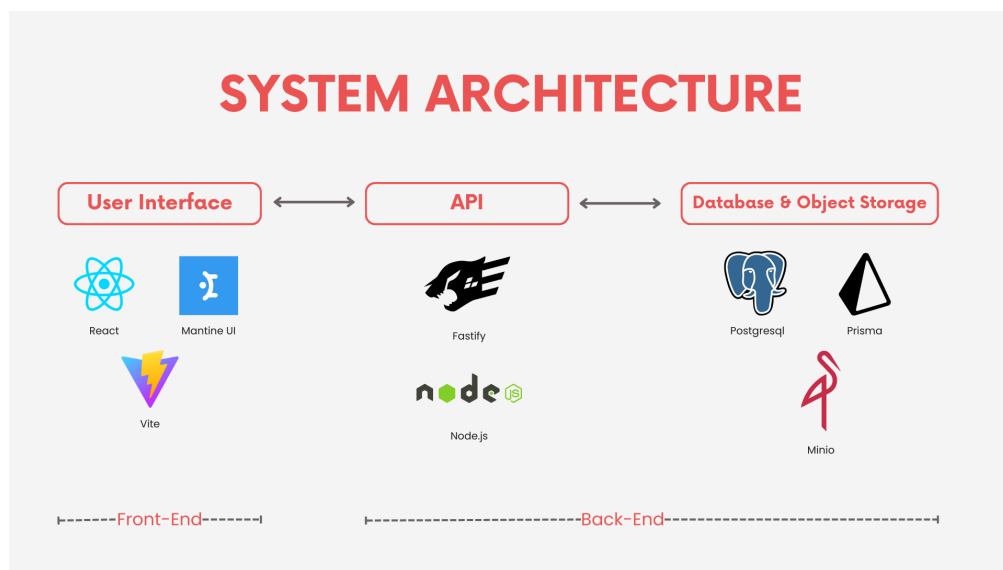 SYSTEM ARCHITECTURE
User Interface
API
Database & Object Storage
React
Mantine UI
Vite
Fastify
node
JS
Node.js
Postgresql
Prisma
Minio
Front-End
Back-End